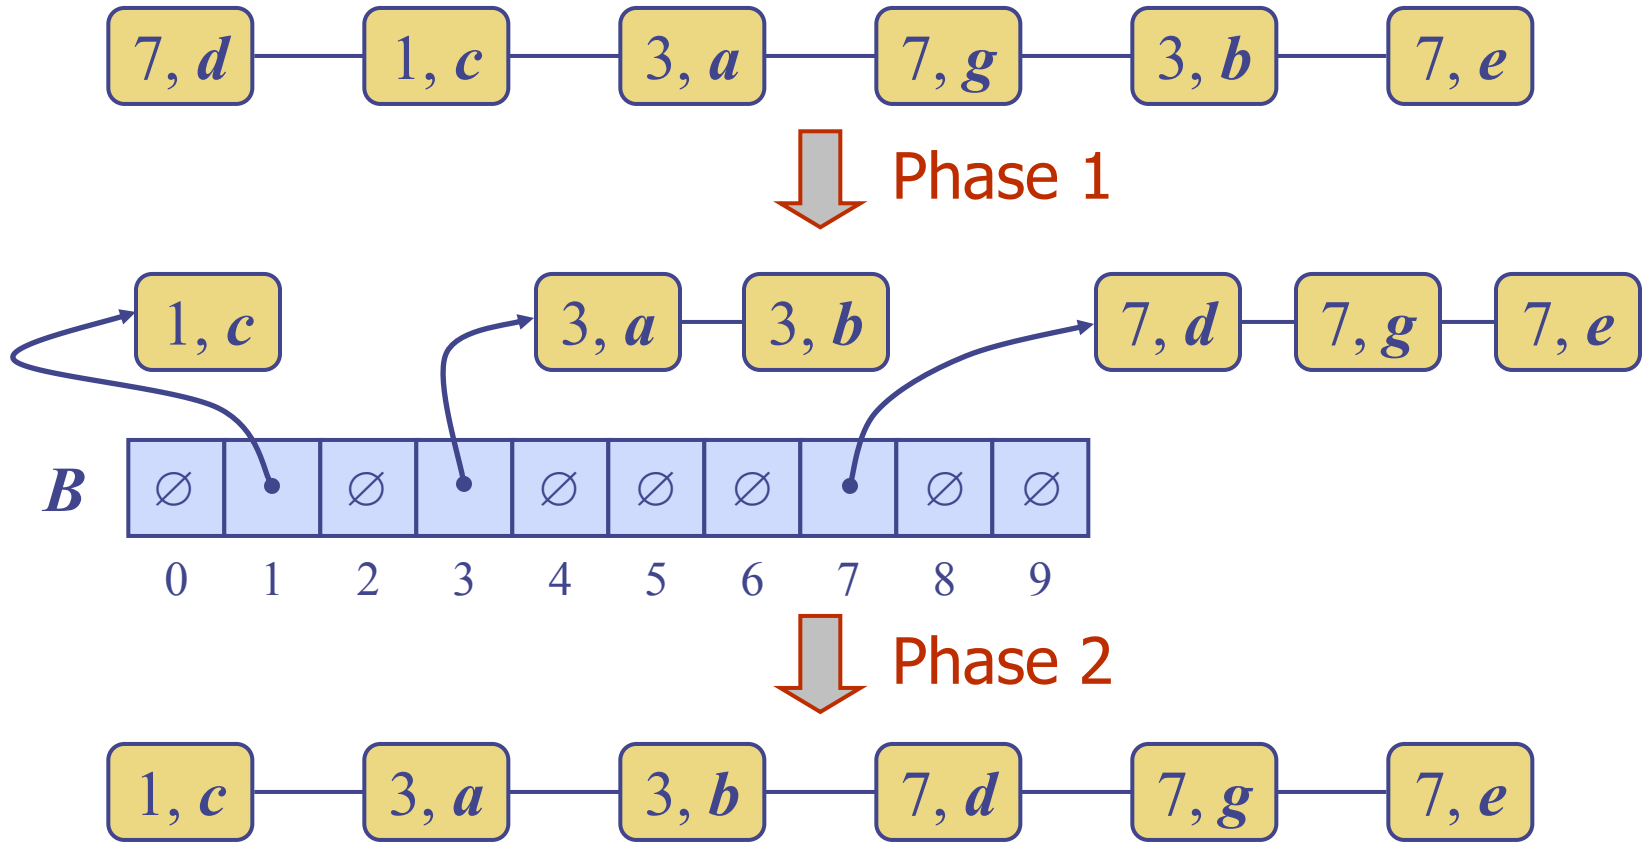 7, d 1, c 3, a 7, g 3, b 7, e
Phase 1
1, c 3, a 3, b 7, d 7, g 7, e
B ∅ ∅ ∅ ∅ ∅ ∅ ∅
0 1 2 3 4 5 6 7 8 9
Phase 2
1, c 3, a 3, b 7, d 7, g 7, e